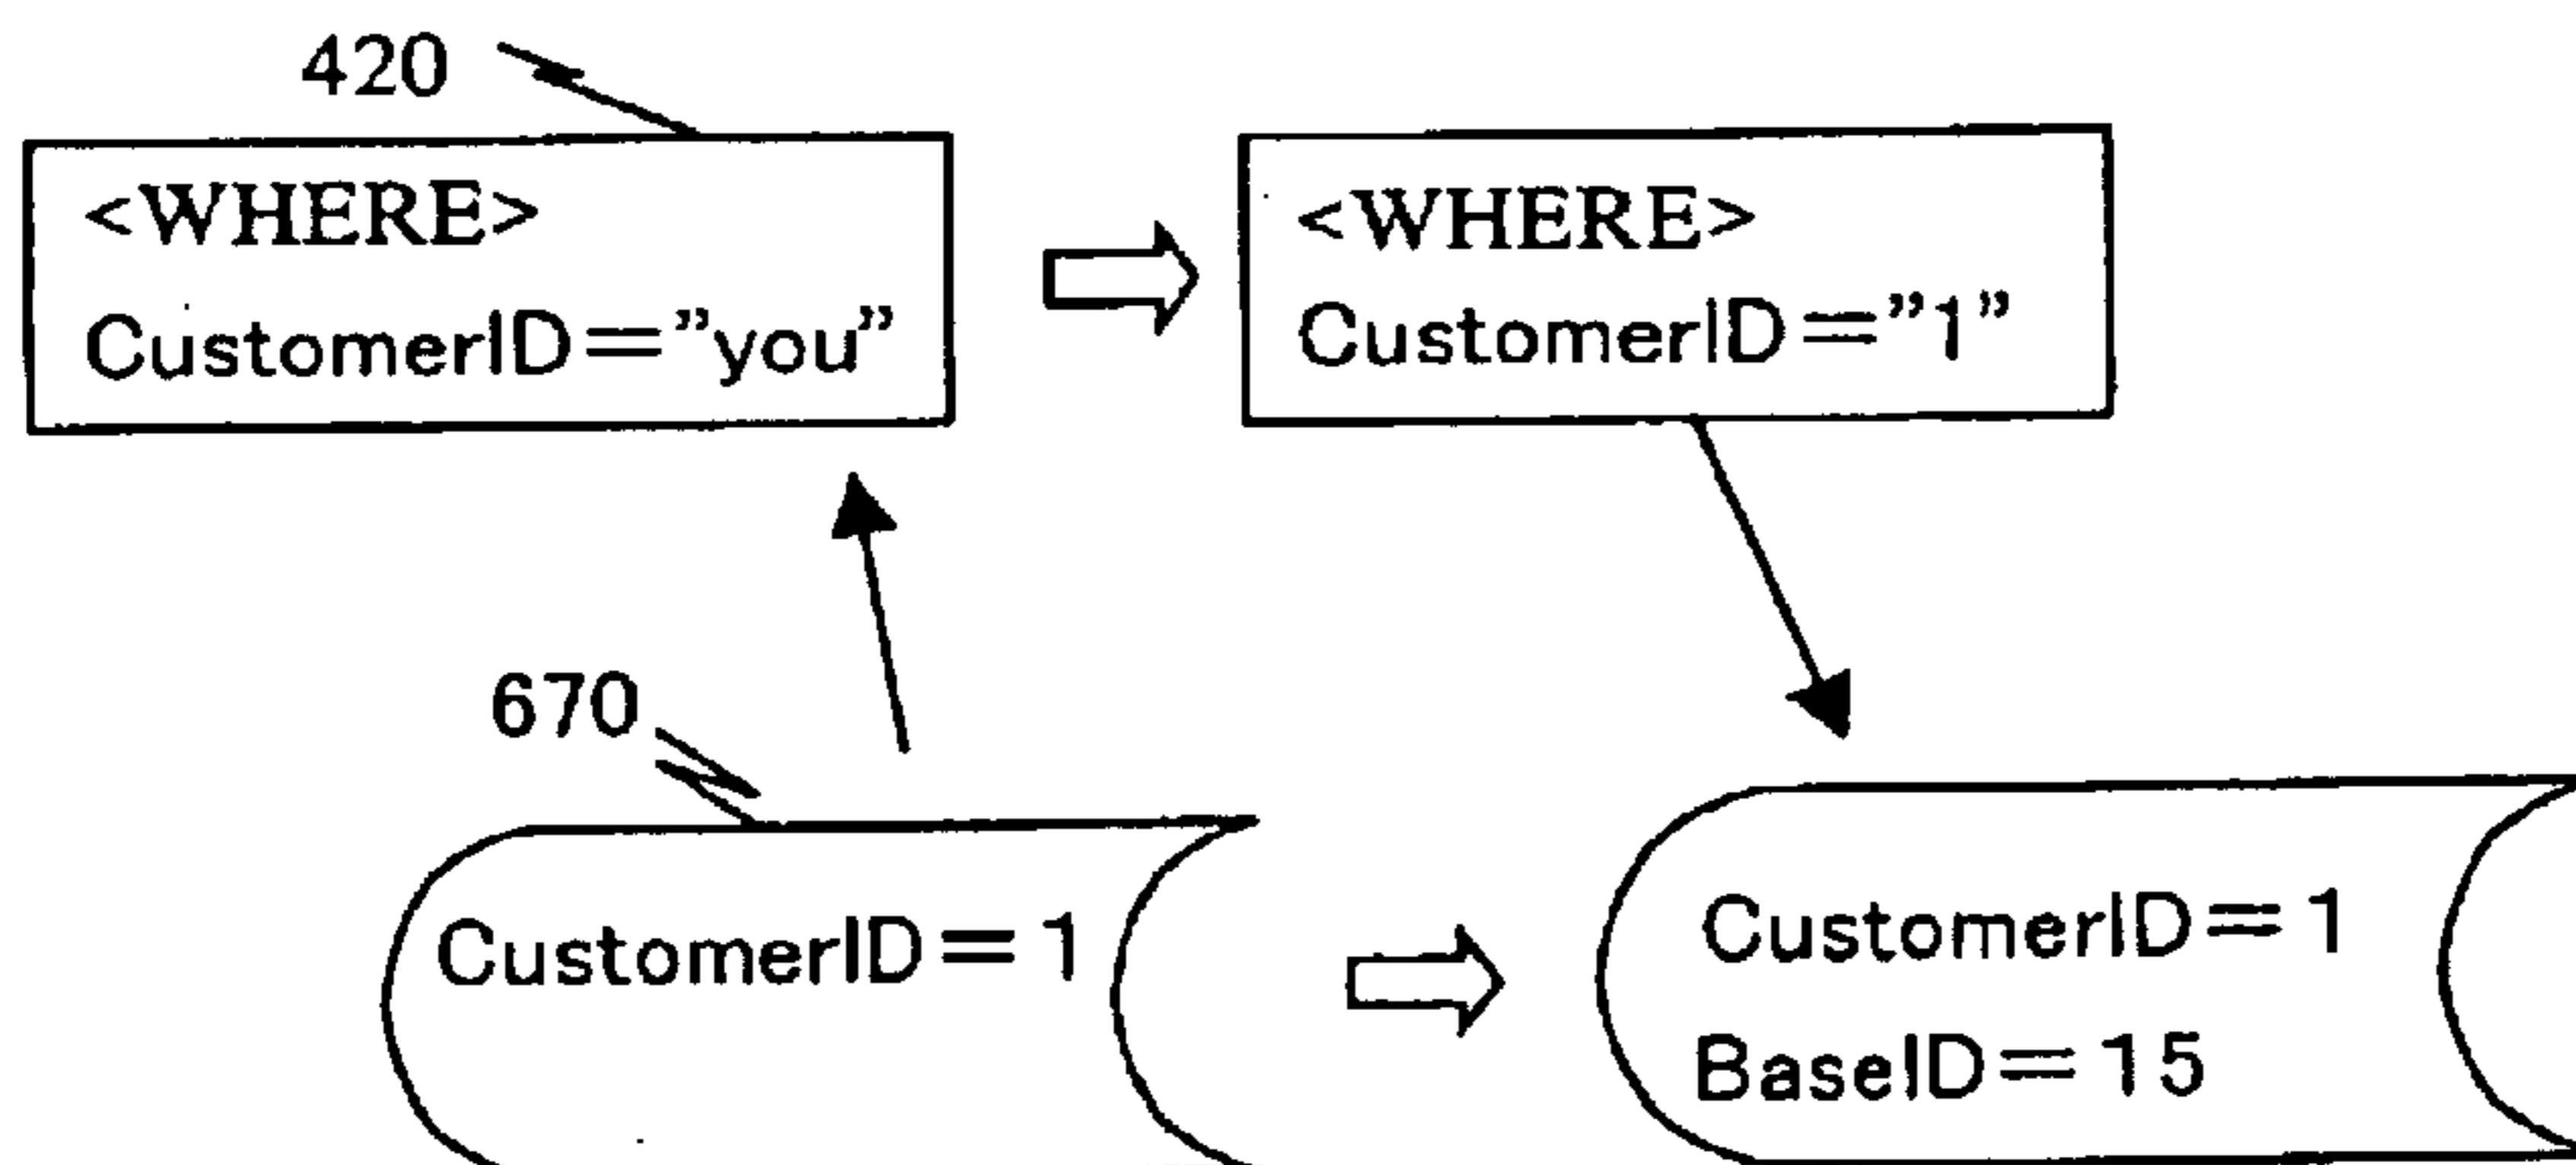 420
<WHERE>
CustomerID=”you”
<WHERE>
CustomerID=”1”
670
CustomerID=1
CustomerID=1
BaseID=15